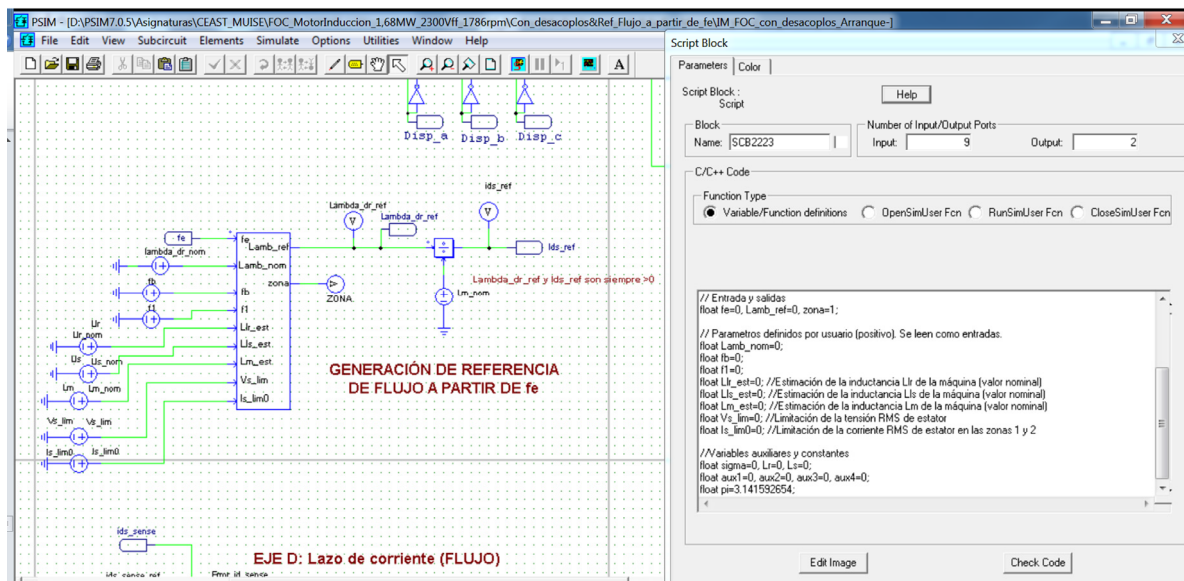 PSIM - [D:\PSIM7.0.5\Asignaturas\CEAST_MUISE\FOC_MotorInduccion_1,68MW_2300Vff_1786rpm\Con_desacoplos&Ref_Flujo_a_partir_de_fe\IM_FOC_con_desacoplos_Arranque-]
File Edit View Subcircuit Elements Simulate Options Utilities Window Help
A
Disp_a Disp_b Disp_c
ids_ref
Lambda_dr_ref
V
V
Lambda_dr_ref
fe
fe
Lamb_ref
Ids_ref
lambda_dr_nom
Lamb_nom
Lambda_dr_ref y Ids_ref son siempre >0
zona
ZONA
fb
fb
Lm_nom
f1
f1
Llr
Llr_nom
Llr_est
Lls
Lls_nom
Lls_est
Lm
Lm_nom
Lm_est
Vs_lim
Is_lim0
Vs_lim
Vs_lim
Is_lim0
Is_lim0
GENERACIÓN DE REFERENCIA
DE FLUJO A PARTIR DE fe
ids_sense
EJE D: Lazo de corriente (FLUJO)
ids_sense_ref
Error_id_sense
Script Block
Parameters
Color
Script Block :
Script
Help
Block
Name: SCB2223
Number of Input/Output Ports
Input: 9
Output: 2
C/C++ Code
Function Type
Variable/Function definitions
OpenSimUser Fcn
RunSimUser Fcn
CloseSimUser Fcn
// Entrada y salidas
float fe=0, Lamb_ref=0, zona=1;
// Parametros definidos por usuario (positivo). Se leen como entradas.
float Lamb_nom=0;
float fb=0;
float f1=0;
float Llr_est=0; //Estimación de la inductancia Llr de la máquina (valor nominal)
float Lls_est=0; //Estimación de la inductancia Lls de la máquina (valor nominal)
float Lm_est=0; //Estimación de la inductancia Lm de la máquina (valor nominal)
float Vs_lim=0; //Limitación de la tensión RMS de estator
float Is_lim0=0; //Limitación de la corriente RMS de estator en las zonas 1 y 2
//Variables auxiliares y constantes
float sigma=0, Lr=0, Ls=0;
float aux1=0, aux2=0, aux3=0, aux4=0;
float pi=3.141592654;
Edit Image
Check Code